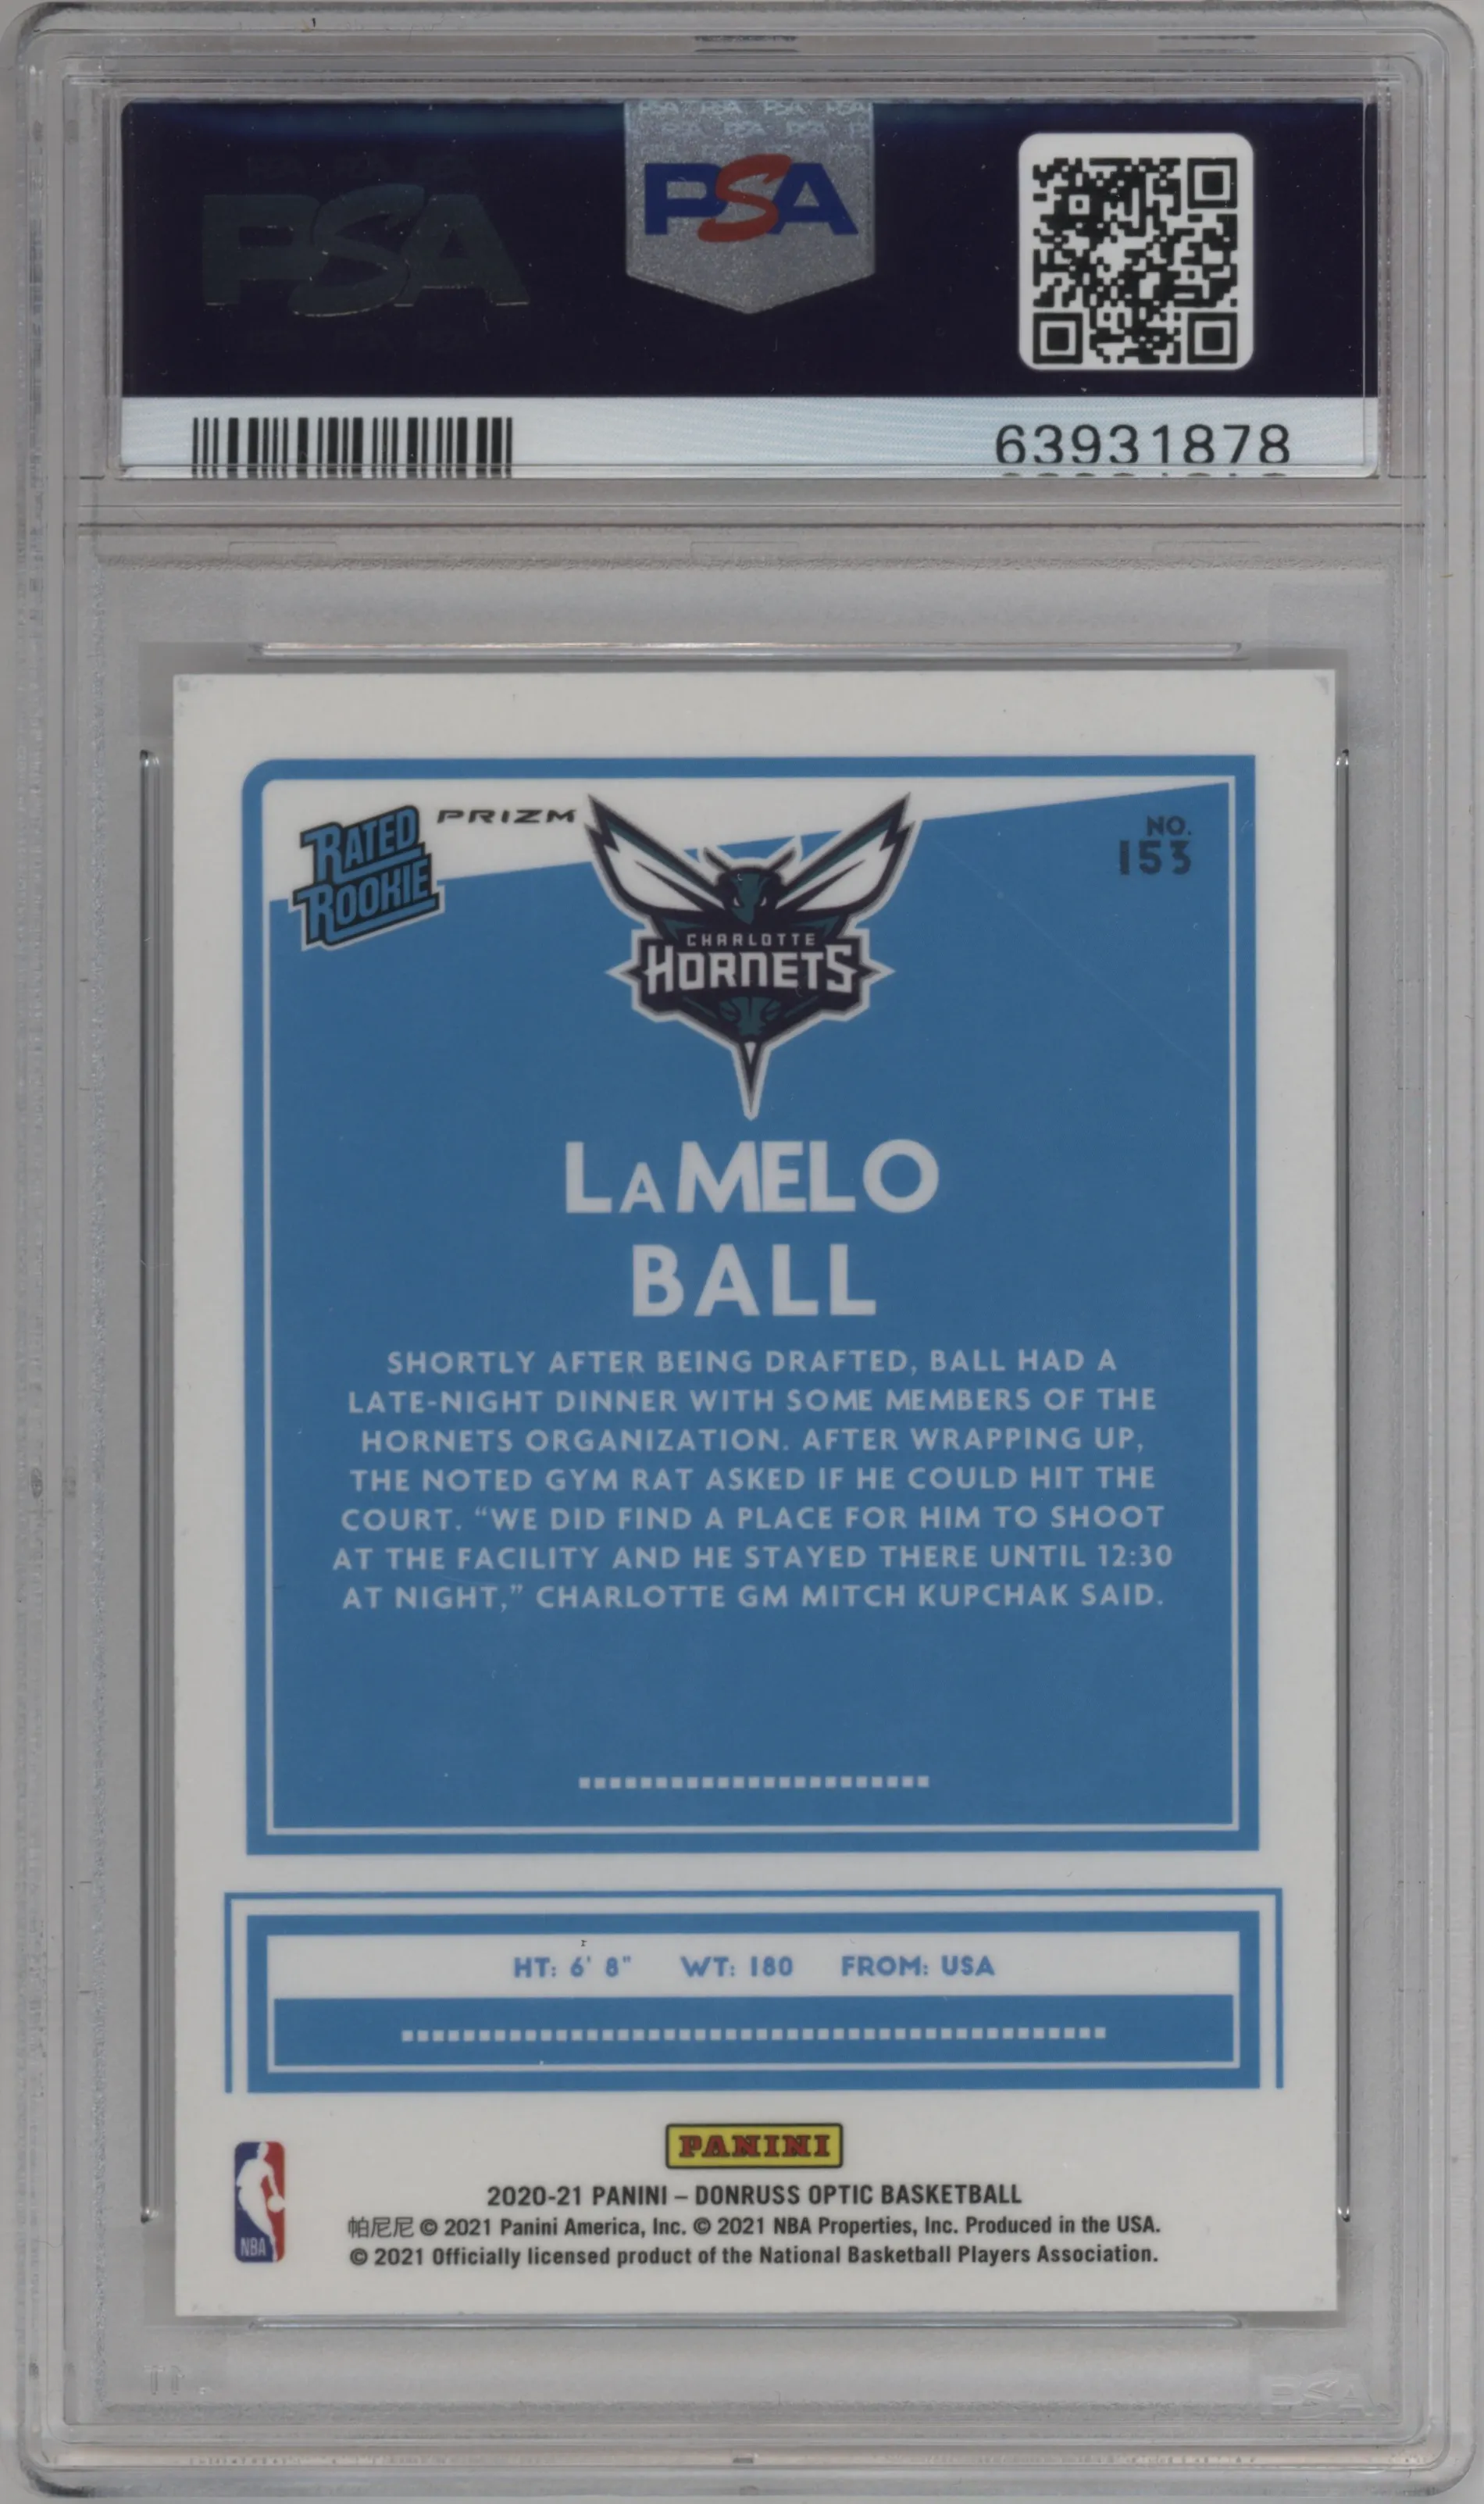 PSA
PSA
63931878
RATED ROOKIE
PRIZM
NO.
153
CHARLOTTE
HORNETS
LAMELO
BALL
SHORTLY AFTER BEING DRAFTED, BALL HAD A
LATE-NIGHT DINNER WITH SOME MEMBERS OF THE
HORNETS ORGANIZATION. AFTER WRAPPING UP,
THE NOTED GYM RAT ASKED IF HE COULD HIT THE
COURT. “WE DID FIND A PLACE FOR HIM TO SHOOT
AT THE FACILITY AND HE STAYED THERE UNTIL 12:30
AT NIGHT,” CHARLOTTE GM MITCH KUPCHAK SAID.
HT: 6' 8" WT: 180 FROM: USA
PANINI
2020-21 PANINI – DONRUSS OPTIC BASKETBALL
帕尼尼 © 2021 Panini America, Inc. © 2021 NBA Properties, Inc. Produced in the USA.
© 2021 Officially licensed product of the National Basketball Players Association.
NBA
PSA